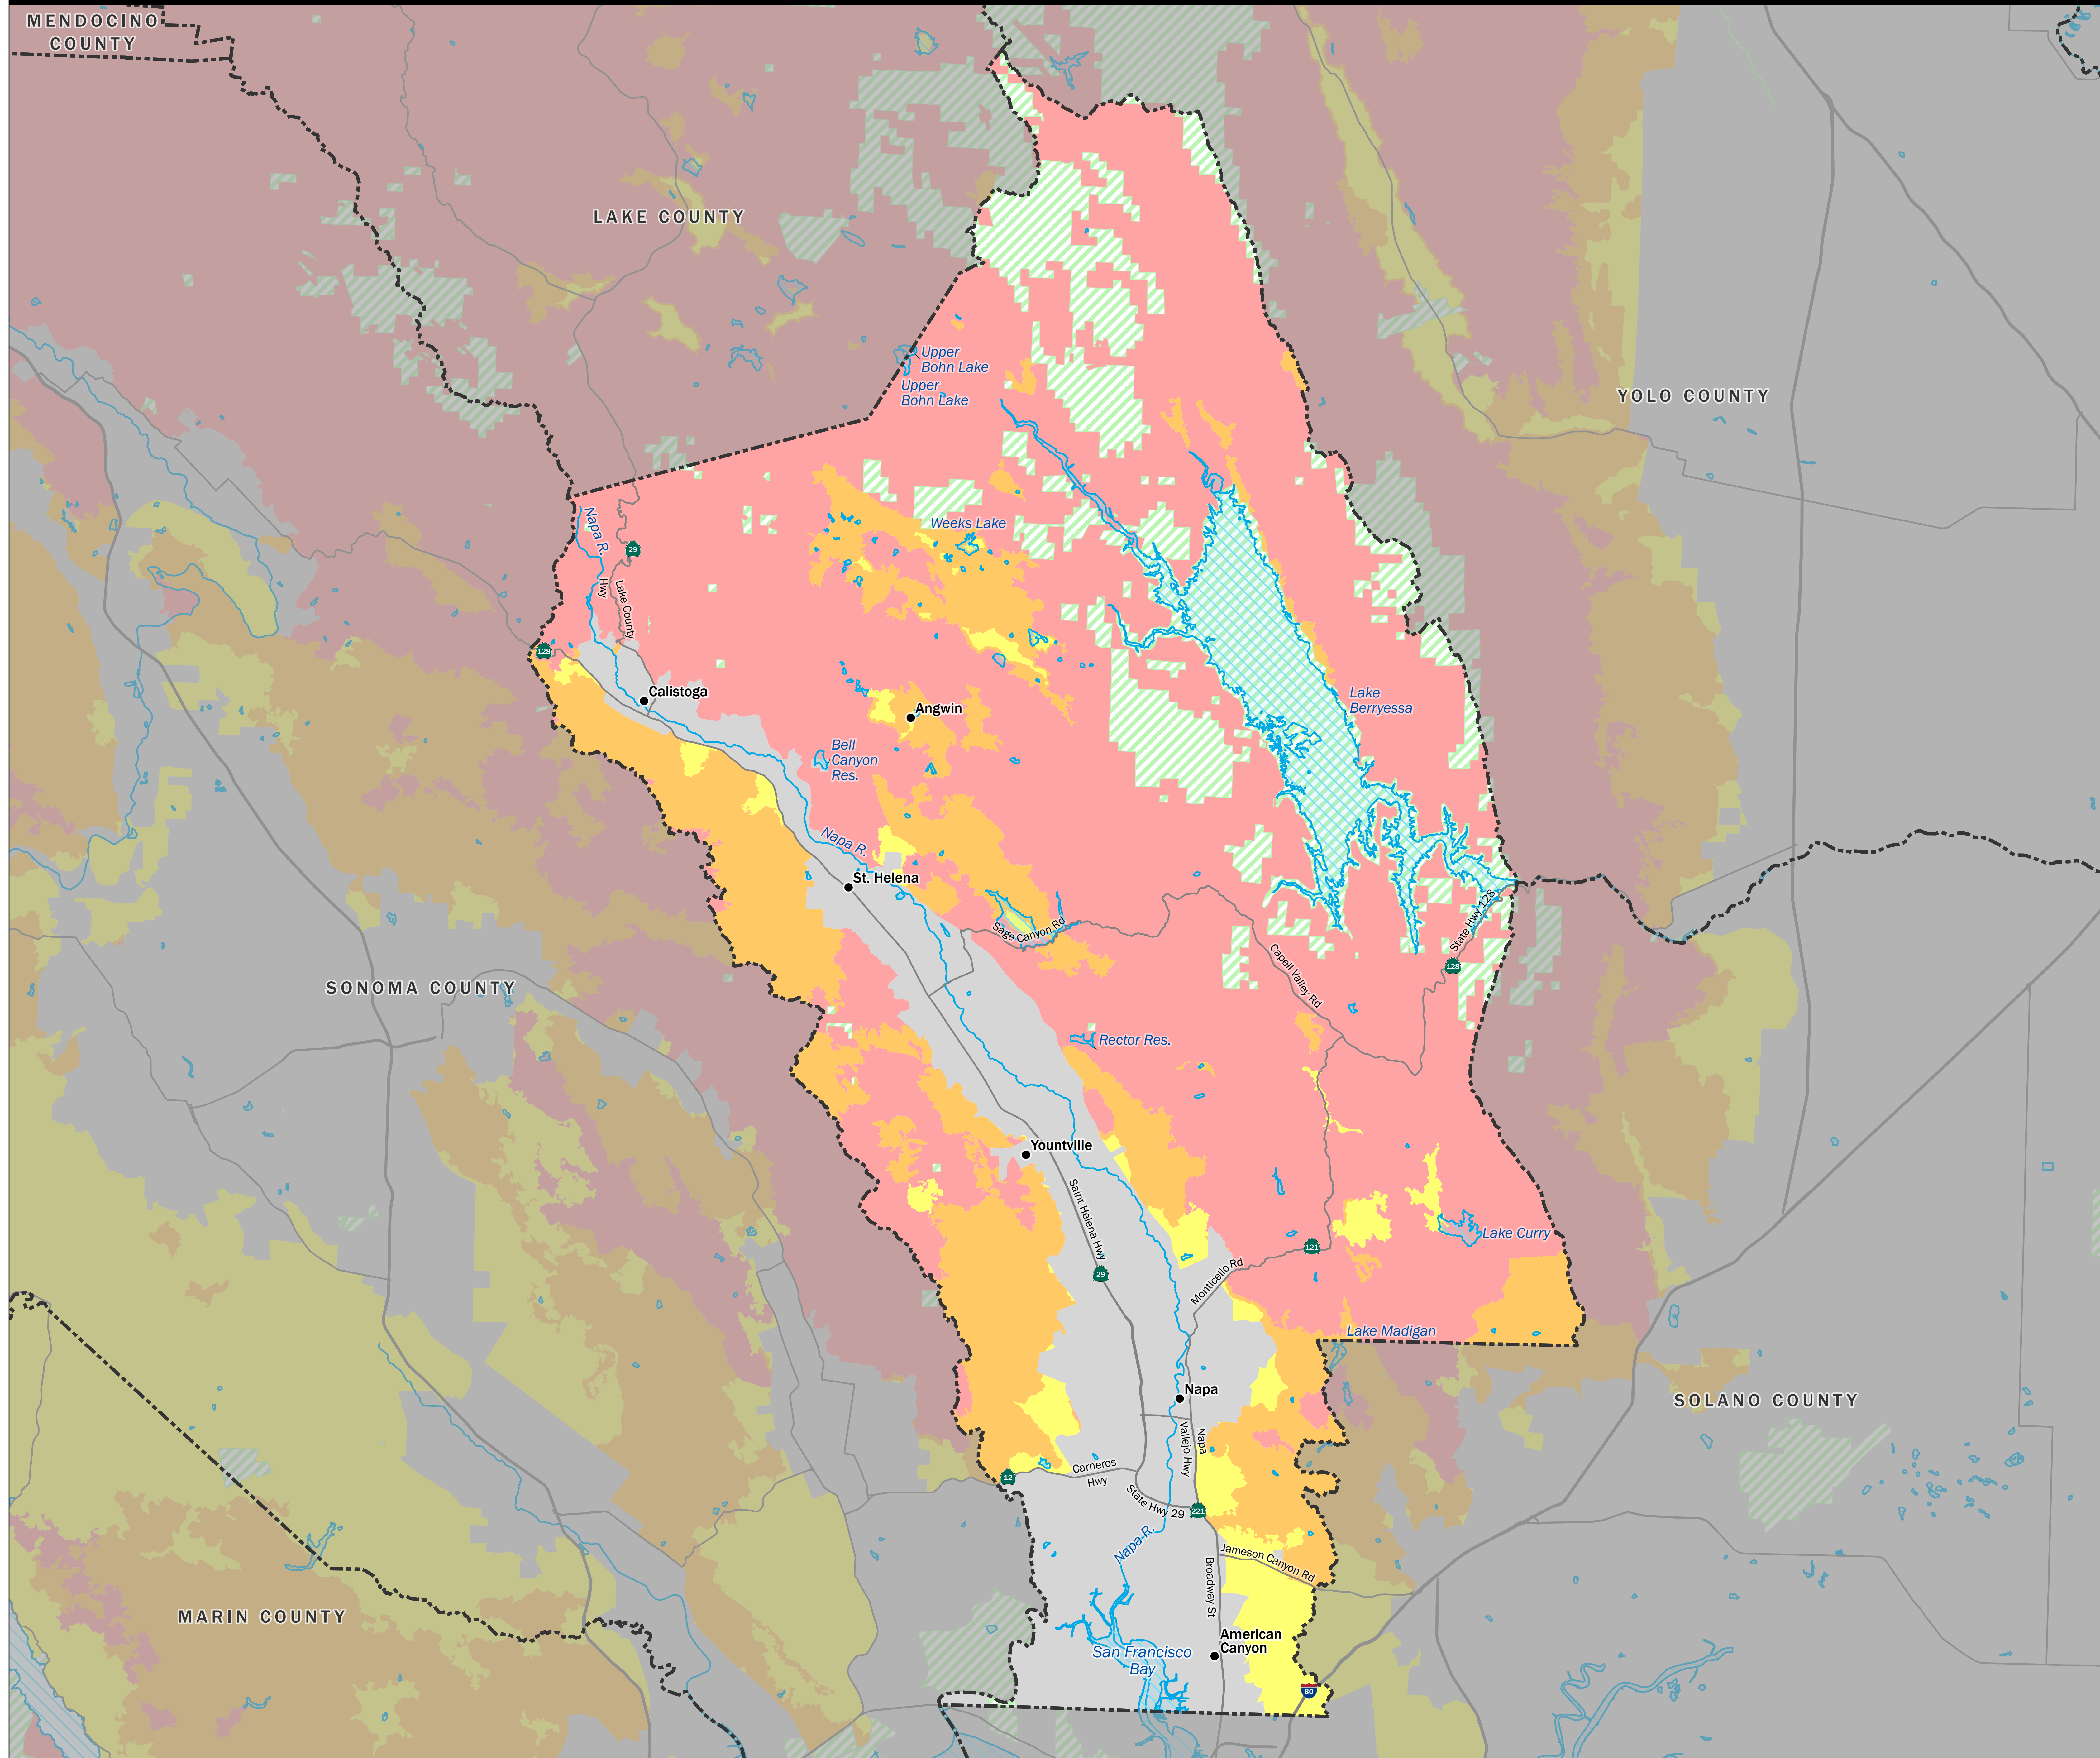 MENDOCINO
COUNTY
LAKE COUNTY
YOLO COUNTY
Upper
Bohn Lake
Upper
Bohn Lake
Weeks Lake
Napa R.
29
Hwy
Lake County
128
Calistoga
Angwin
Lake
Berryessa
Bell
Canyon
Res.
Napa R.
St. Helena
Sage Canyon Rd
State Hwy 128
128
Capell Valley Rd
SONOMA COUNTY
Rector Res.
Yountville
Saint Helena Hwy
29
Monticello Rd
121
Lake Curry
Lake Madigan
Napa
SOLANO COUNTY
Napa
Vallejo Hwy
Carneros
Hwy
12
State Hwy 29
221
Napa R.
Jameson Canyon Rd
Broadway St
MARIN COUNTY
American
Canyon
San Francisco
Bay
80